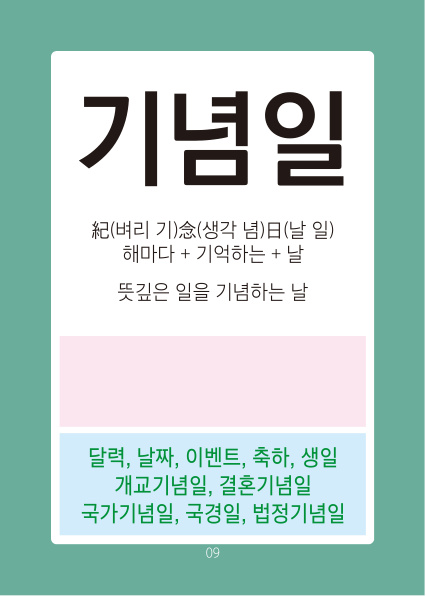 기념일
紀(벼리 기)念(생각 념)日(날 일)
해마다 + 기억하는 + 날
뜻깊은 일을 기념하는 날
달력, 날짜, 이벤트, 축하, 생일
개교기념일, 결혼기념일
국가기념일, 국경일, 법정기념일
09